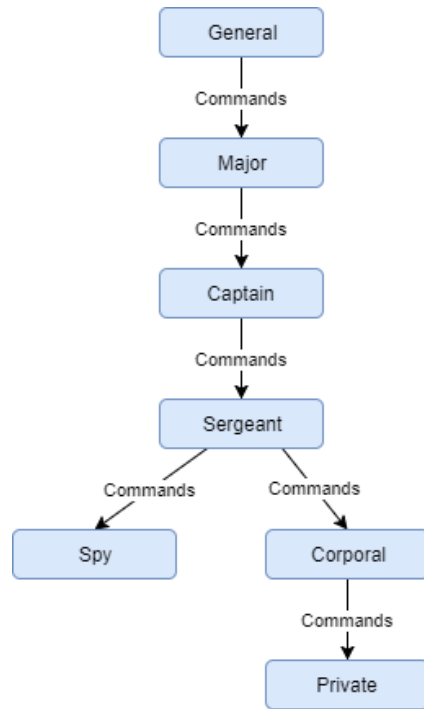 General
Commands
Major
Commands
Captain
Commands
Sergeant
Commands
Commands
Spy
Corporal
Commands
Private